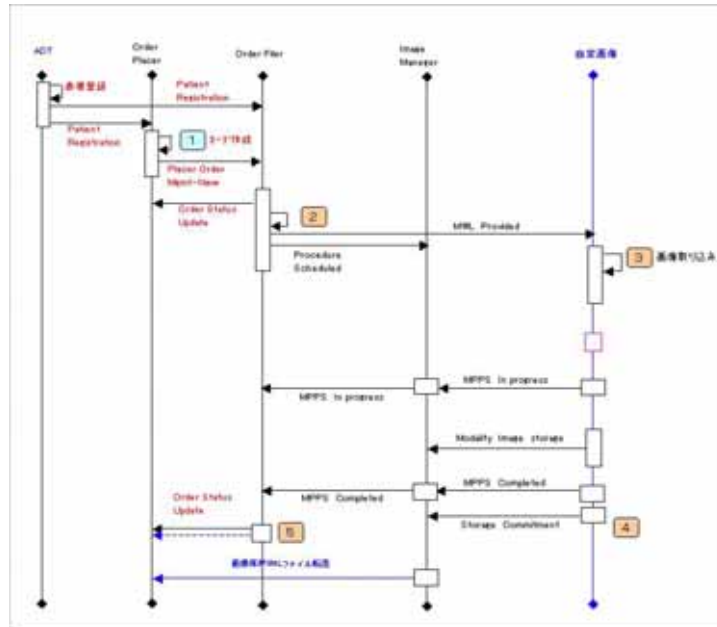 ADT
Order
Placer
Order Filler
Image
Manager
患者登録
Patient
Registration
Patient
Registration
1
Placer Order
Mgmt-New
Order Status
Update
2
MWL Provided
Procedure
Scheduled
3 画像取り込み
MPPS In progress
MPPS In progress
Modality Image storage
MPPS Completed
MPPS Completed
Order Status
Update
5
Storage Commitment
4